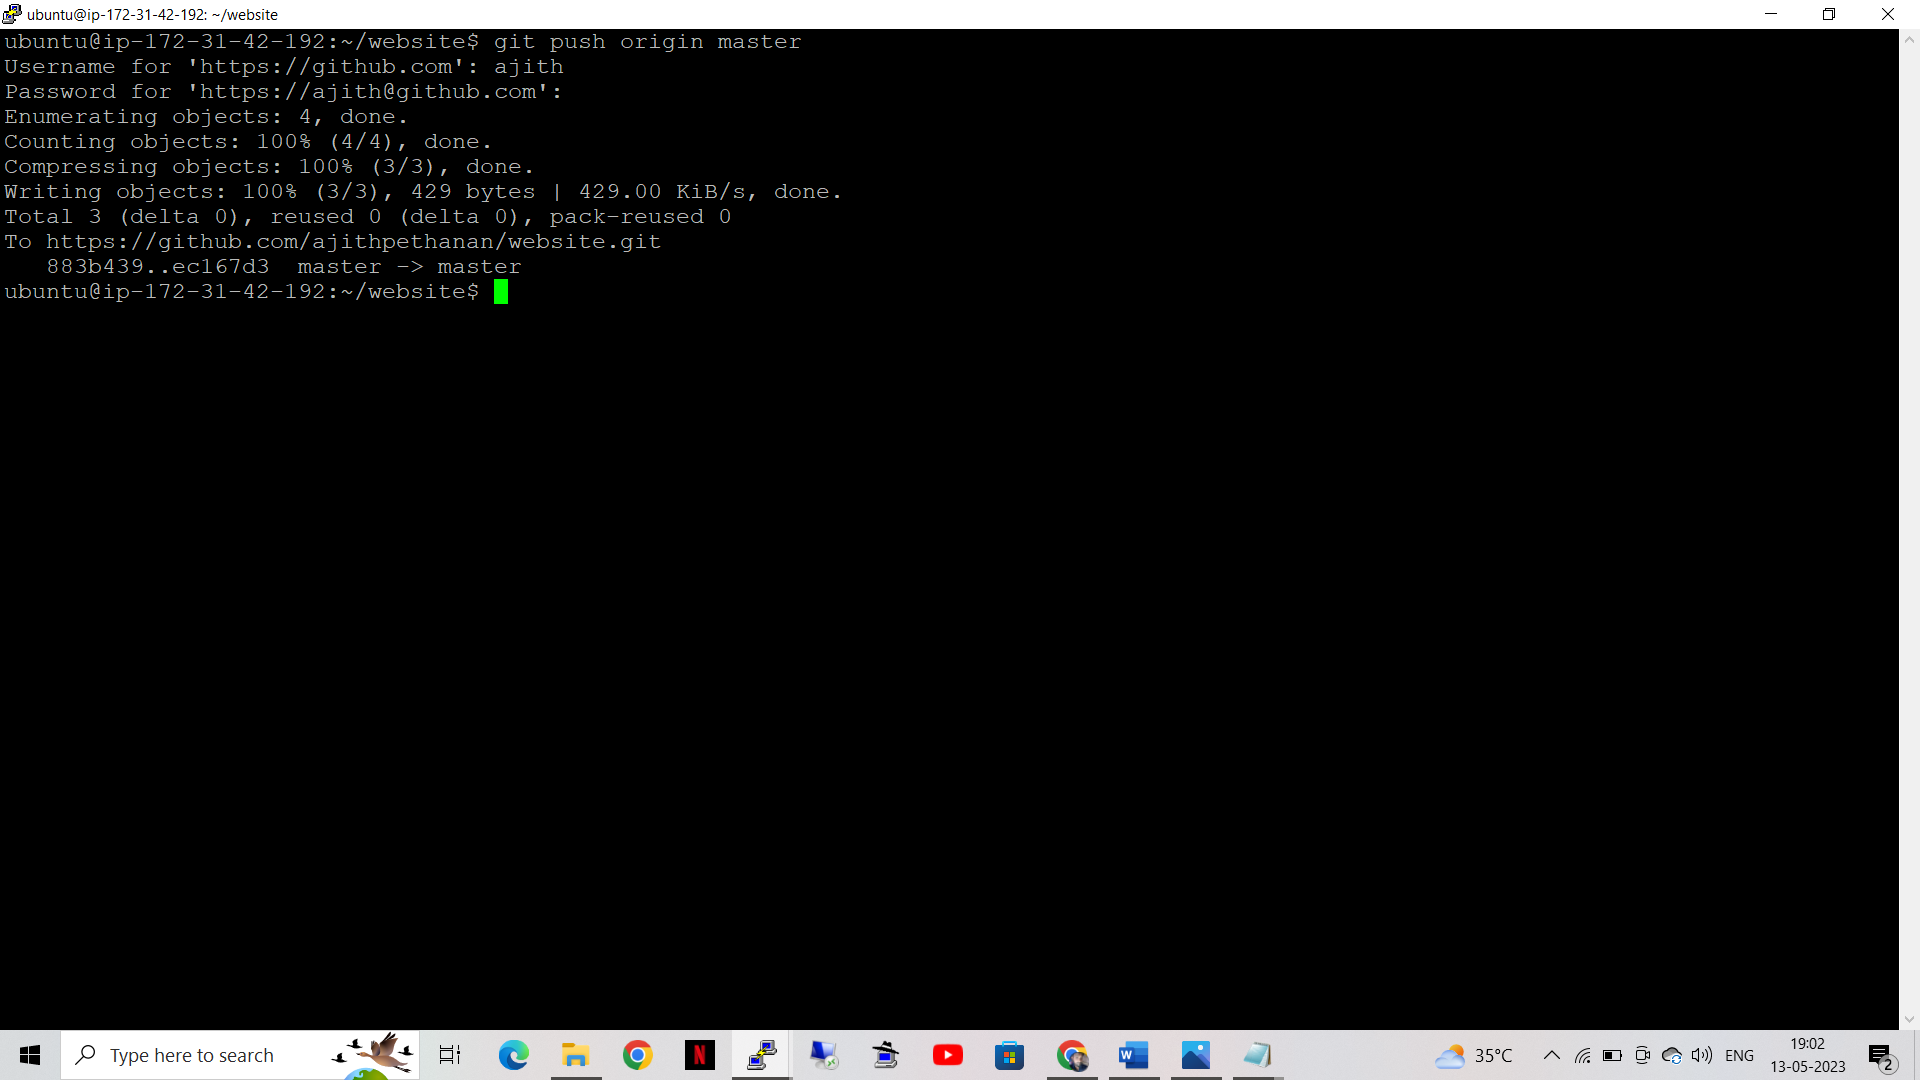 ubuntu@ip-172-31-42-192: ~/website
ubuntu@ip-172-31-42-192:~/website$ git push origin master
Username for 'https://github.com': ajith
Password for 'https://ajith@github.com':
Enumerating objects: 4, done.
Counting objects: 100% (4/4), done.
Compressing objects: 100% (3/3), done.
Writing objects: 100% (3/3), 429 bytes | 429.00 KiB/s, done.
Total 3 (delta 0), reused 0 (delta 0), pack-reused 0
To https://github.com/ajithpethanan/website.git
   883b439..ec167d3  master -> master
ubuntu@ip-172-31-42-192:~/website$
Type here to search
N
W
35°C
ENG
19:02
13-05-2023
2